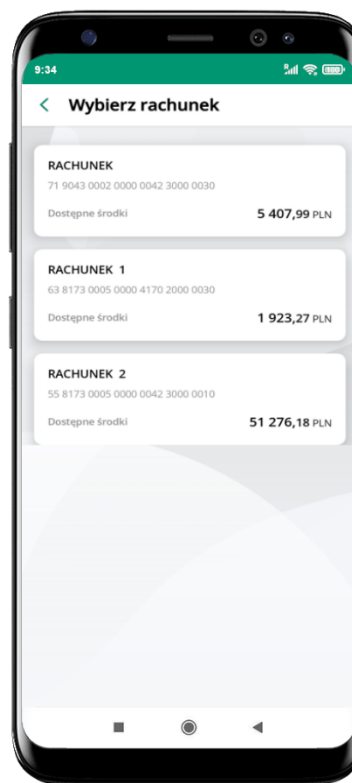 9:34
Wybierz rachunek
RACHUNEK
71 9043 0002 0000 0042 3000 0030
Dostępne środki 5 407,99 PLN
RACHUNEK 1
63 8173 0005 0000 4170 2000 0030
Dostępne środki 1 923,27 PLN
RACHUNEK 2
55 8173 0005 0000 0042 3000 0010
Dostępne środki 51 276,18 PLN